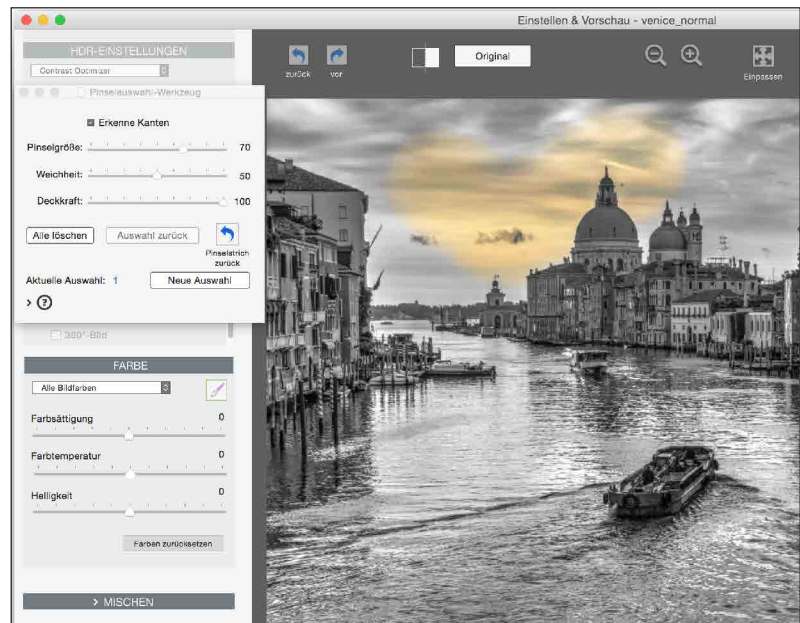 Einstellen & Vorschau - venice_normal
HDR-EINSTELLUNGEN
Contrast Optimizer
zurück
vor
Original
Einpassen
Pinselauswahl-Werkzeug
Erkenne Kanten
Pinselgröße: 70
Weichheit: 50
Deckkraft: 100
Alle löschen
Auswahl zurück
Pinselstrich
zurück
Aktuelle Auswahl: 1
Neue Auswahl
> ?
360°-Bild
FARBE
Alle Bildfarben
Farbsättigung 0
Farbtemperatur 0
Helligkeit 0
Farben zurücksetzen
> MISCHEN